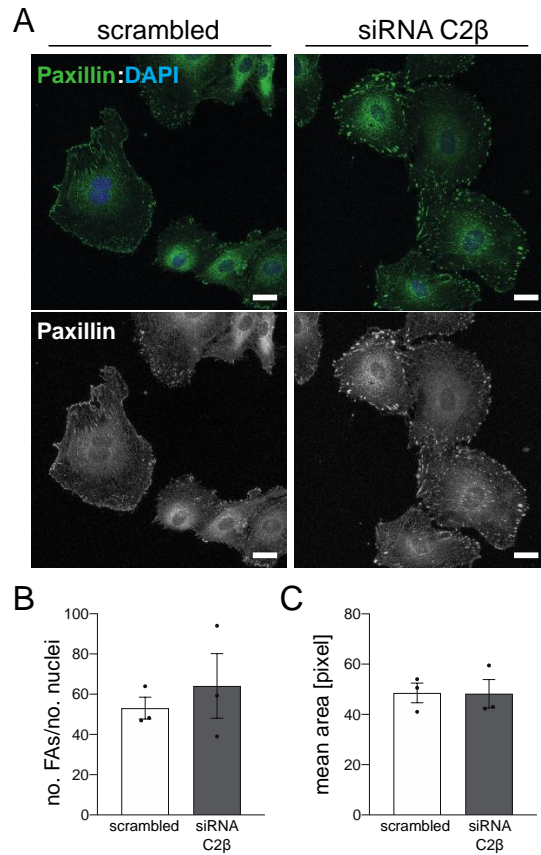 A
scrambled
siRNA C2β
Paxillin:DAPI
Paxillin
B
no. FAs/no. nuclei
100
80
60
40
20
0
scrambled
siRNA
C2β
C
mean area [pixel]
80
60
40
20
0
scrambled
siRNA
C2β